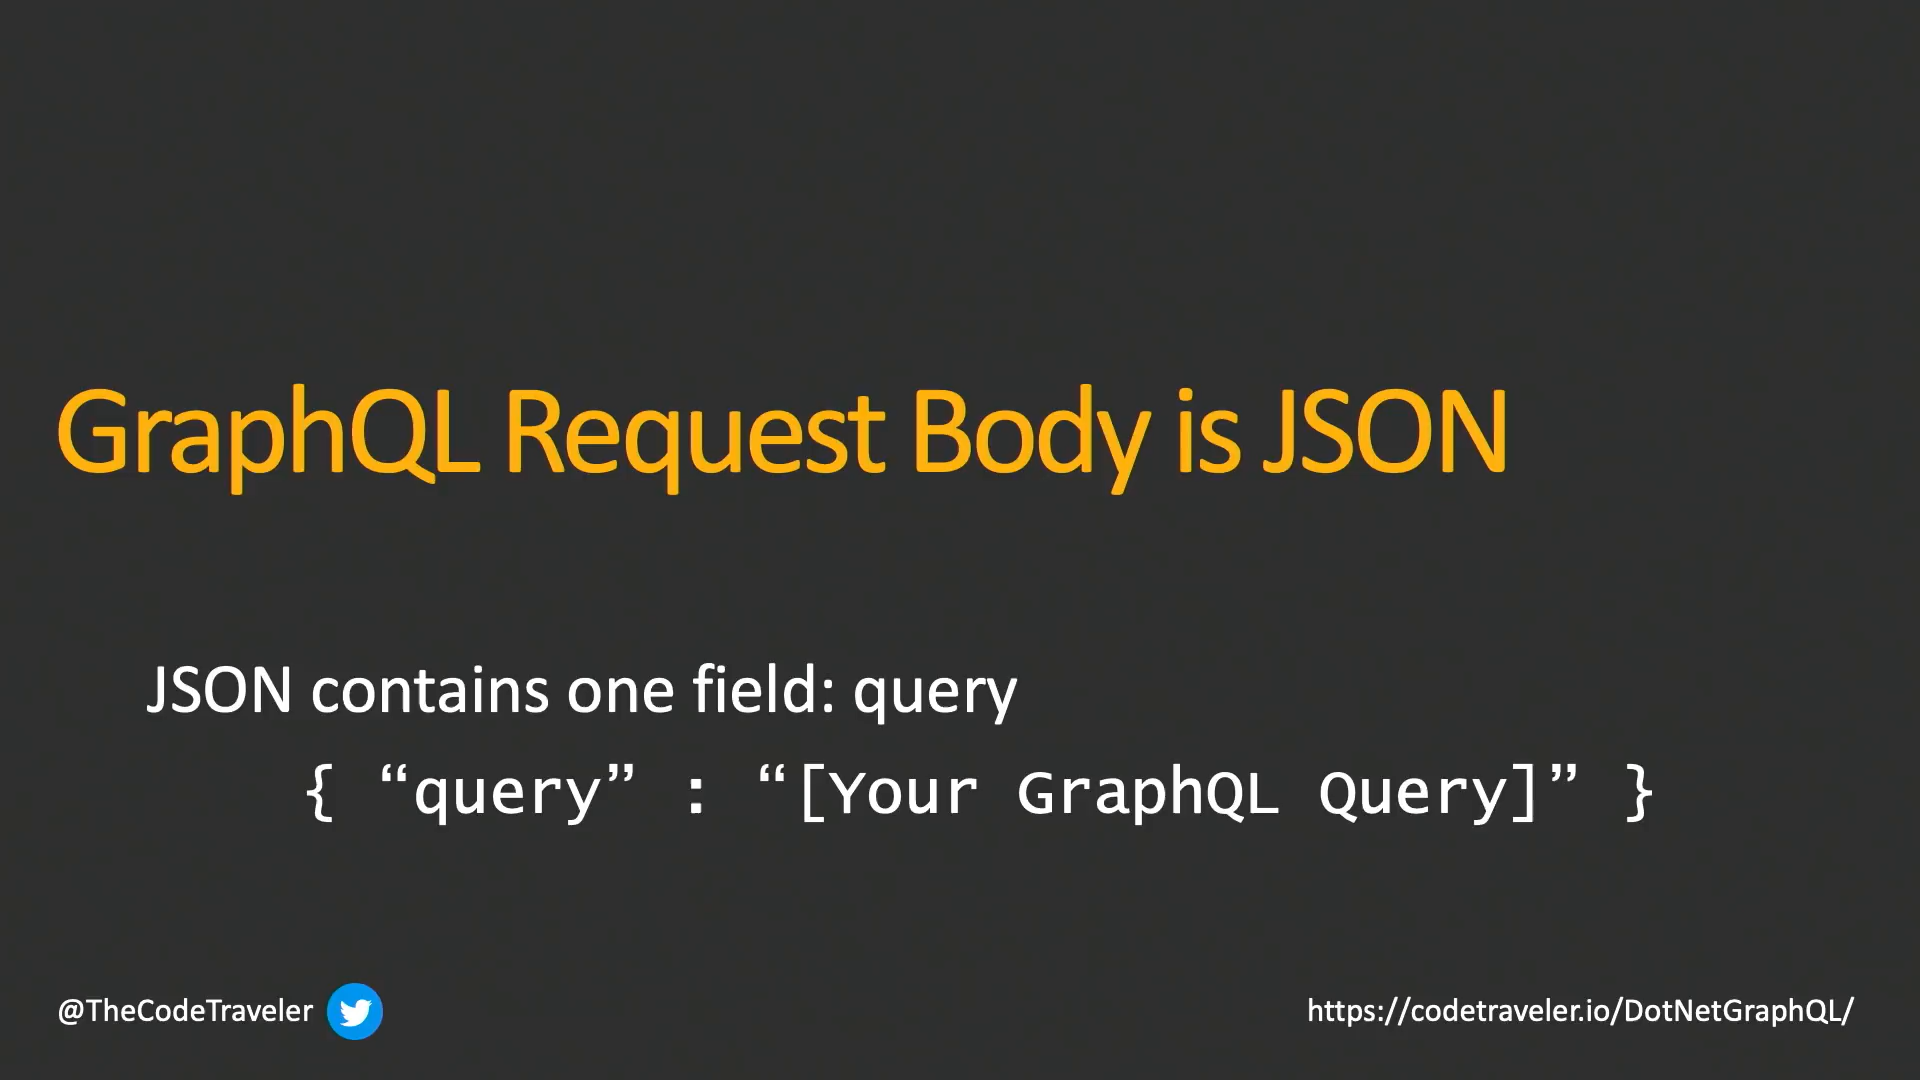 GraphQL Request Body is JSON
JSON contains one field: query
{ “query” : “[Your GraphQL Query]” }
@TheCodeTraveler
https://codetraveler.io/DotNetGraphQL/